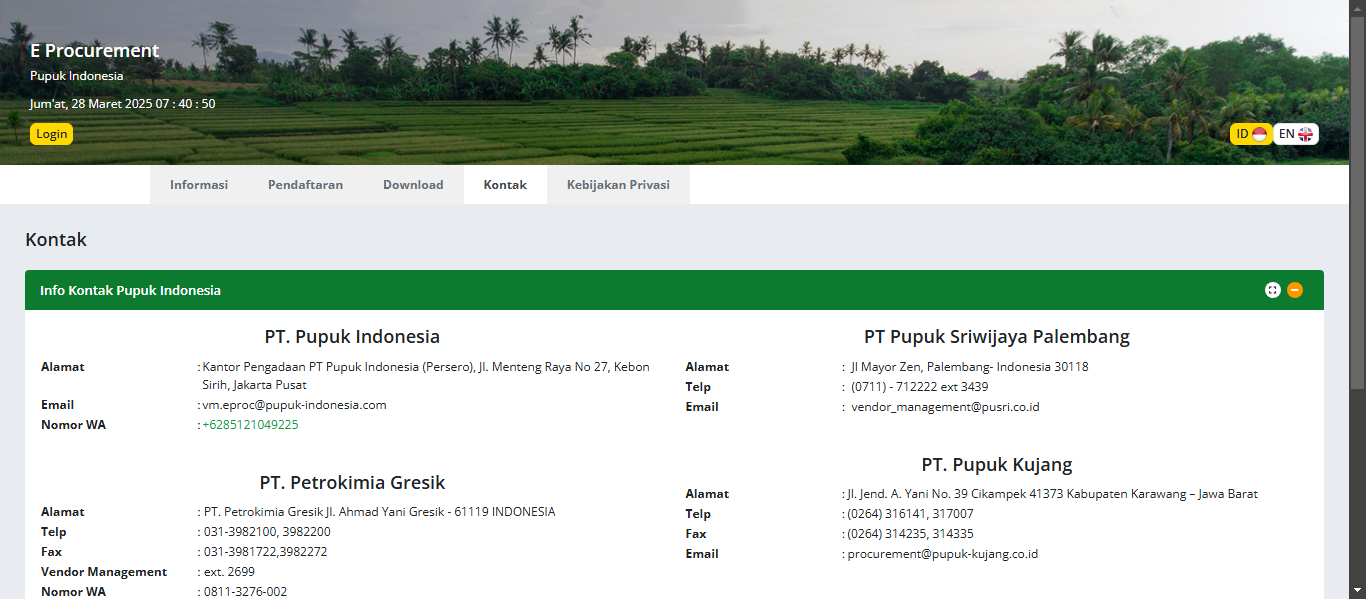 E Procurement
Pupuk Indonesia
Jum'at, 28 Maret 2025 07 : 40 : 50
Login
ID
EN
Informasi
Pendaftaran
Download
Kontak
Kebijakan Privasi
Kontak
Info Kontak Pupuk Indonesia
PT. Pupuk Indonesia
Alamat : Kantor Pengadaan PT Pupuk Indonesia (Persero), Jl. Menteng Raya No 27, Kebon
Sirih, Jakarta Pusat
Email : vm.eproc@pupuk-indonesia.com
Nomor WA : +6285121049225
PT. Petrokimia Gresik
Alamat : PT. Petrokimia Gresik Jl. Ahmad Yani Gresik - 61119 INDONESIA
Telp : 031-3982100, 3982200
Fax : 031-3981722,3982272
Vendor Management : ext. 2699
Nomor WA : 0811-3276-002
PT Pupuk Sriwijaya Palembang
Alamat : Jl Mayor Zen, Palembang- Indonesia 30118
Telp : (0711) - 712222 ext 3439
Email : vendor_management@pusri.co.id
PT. Pupuk Kujang
Alamat : Jl. Jend. A. Yani No. 39 Cikampek 41373 Kabupaten Karawang – Jawa Barat
Telp : (0264) 316141, 317007
Fax : (0264) 314235, 314335
Email : procurement@pupuk-kujang.co.id